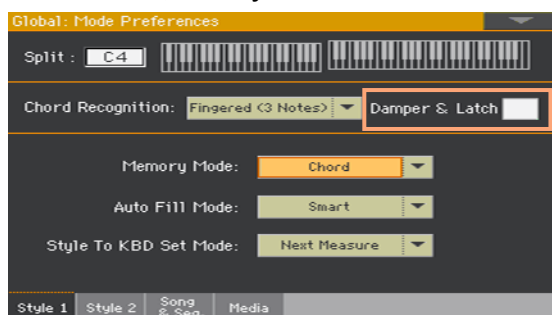 Global: Mode Preferences
Split : C4
Chord Recognition: Fingered (3 Notes) Damper & Latch
Memory Mode: Chord
Auto Fill Mode: Smart
Style To KBD Set Mode: Next Measure
Style 1 Style 2 Song & Seq Media